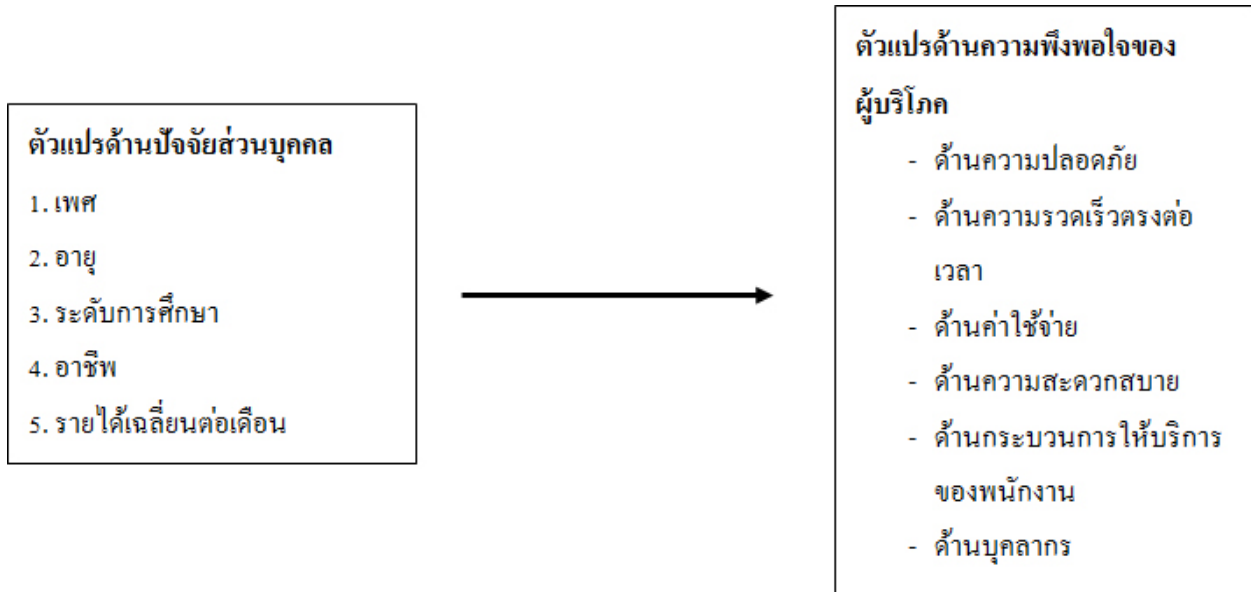 ตัวแปรด้านปัจจัยส่วนบุคคล
1. เพศ
2. อายุ
3. ระดับการศึกษา
4. อาชีพ
5. รายได้เฉลี่ยนต่อเดือน
ตัวแปรด้านความพึงพอใจของ
ผู้บริโภค
- ด้านความปลอดภัย
- ด้านความรวดเร็วตรงต่อ
เวลา
- ด้านค่าใช้จ่าย
- ด้านความสะดวกสบาย
- ด้านกระบวนการให้บริการ
ของพนักงาน
- ด้านบุคลากร